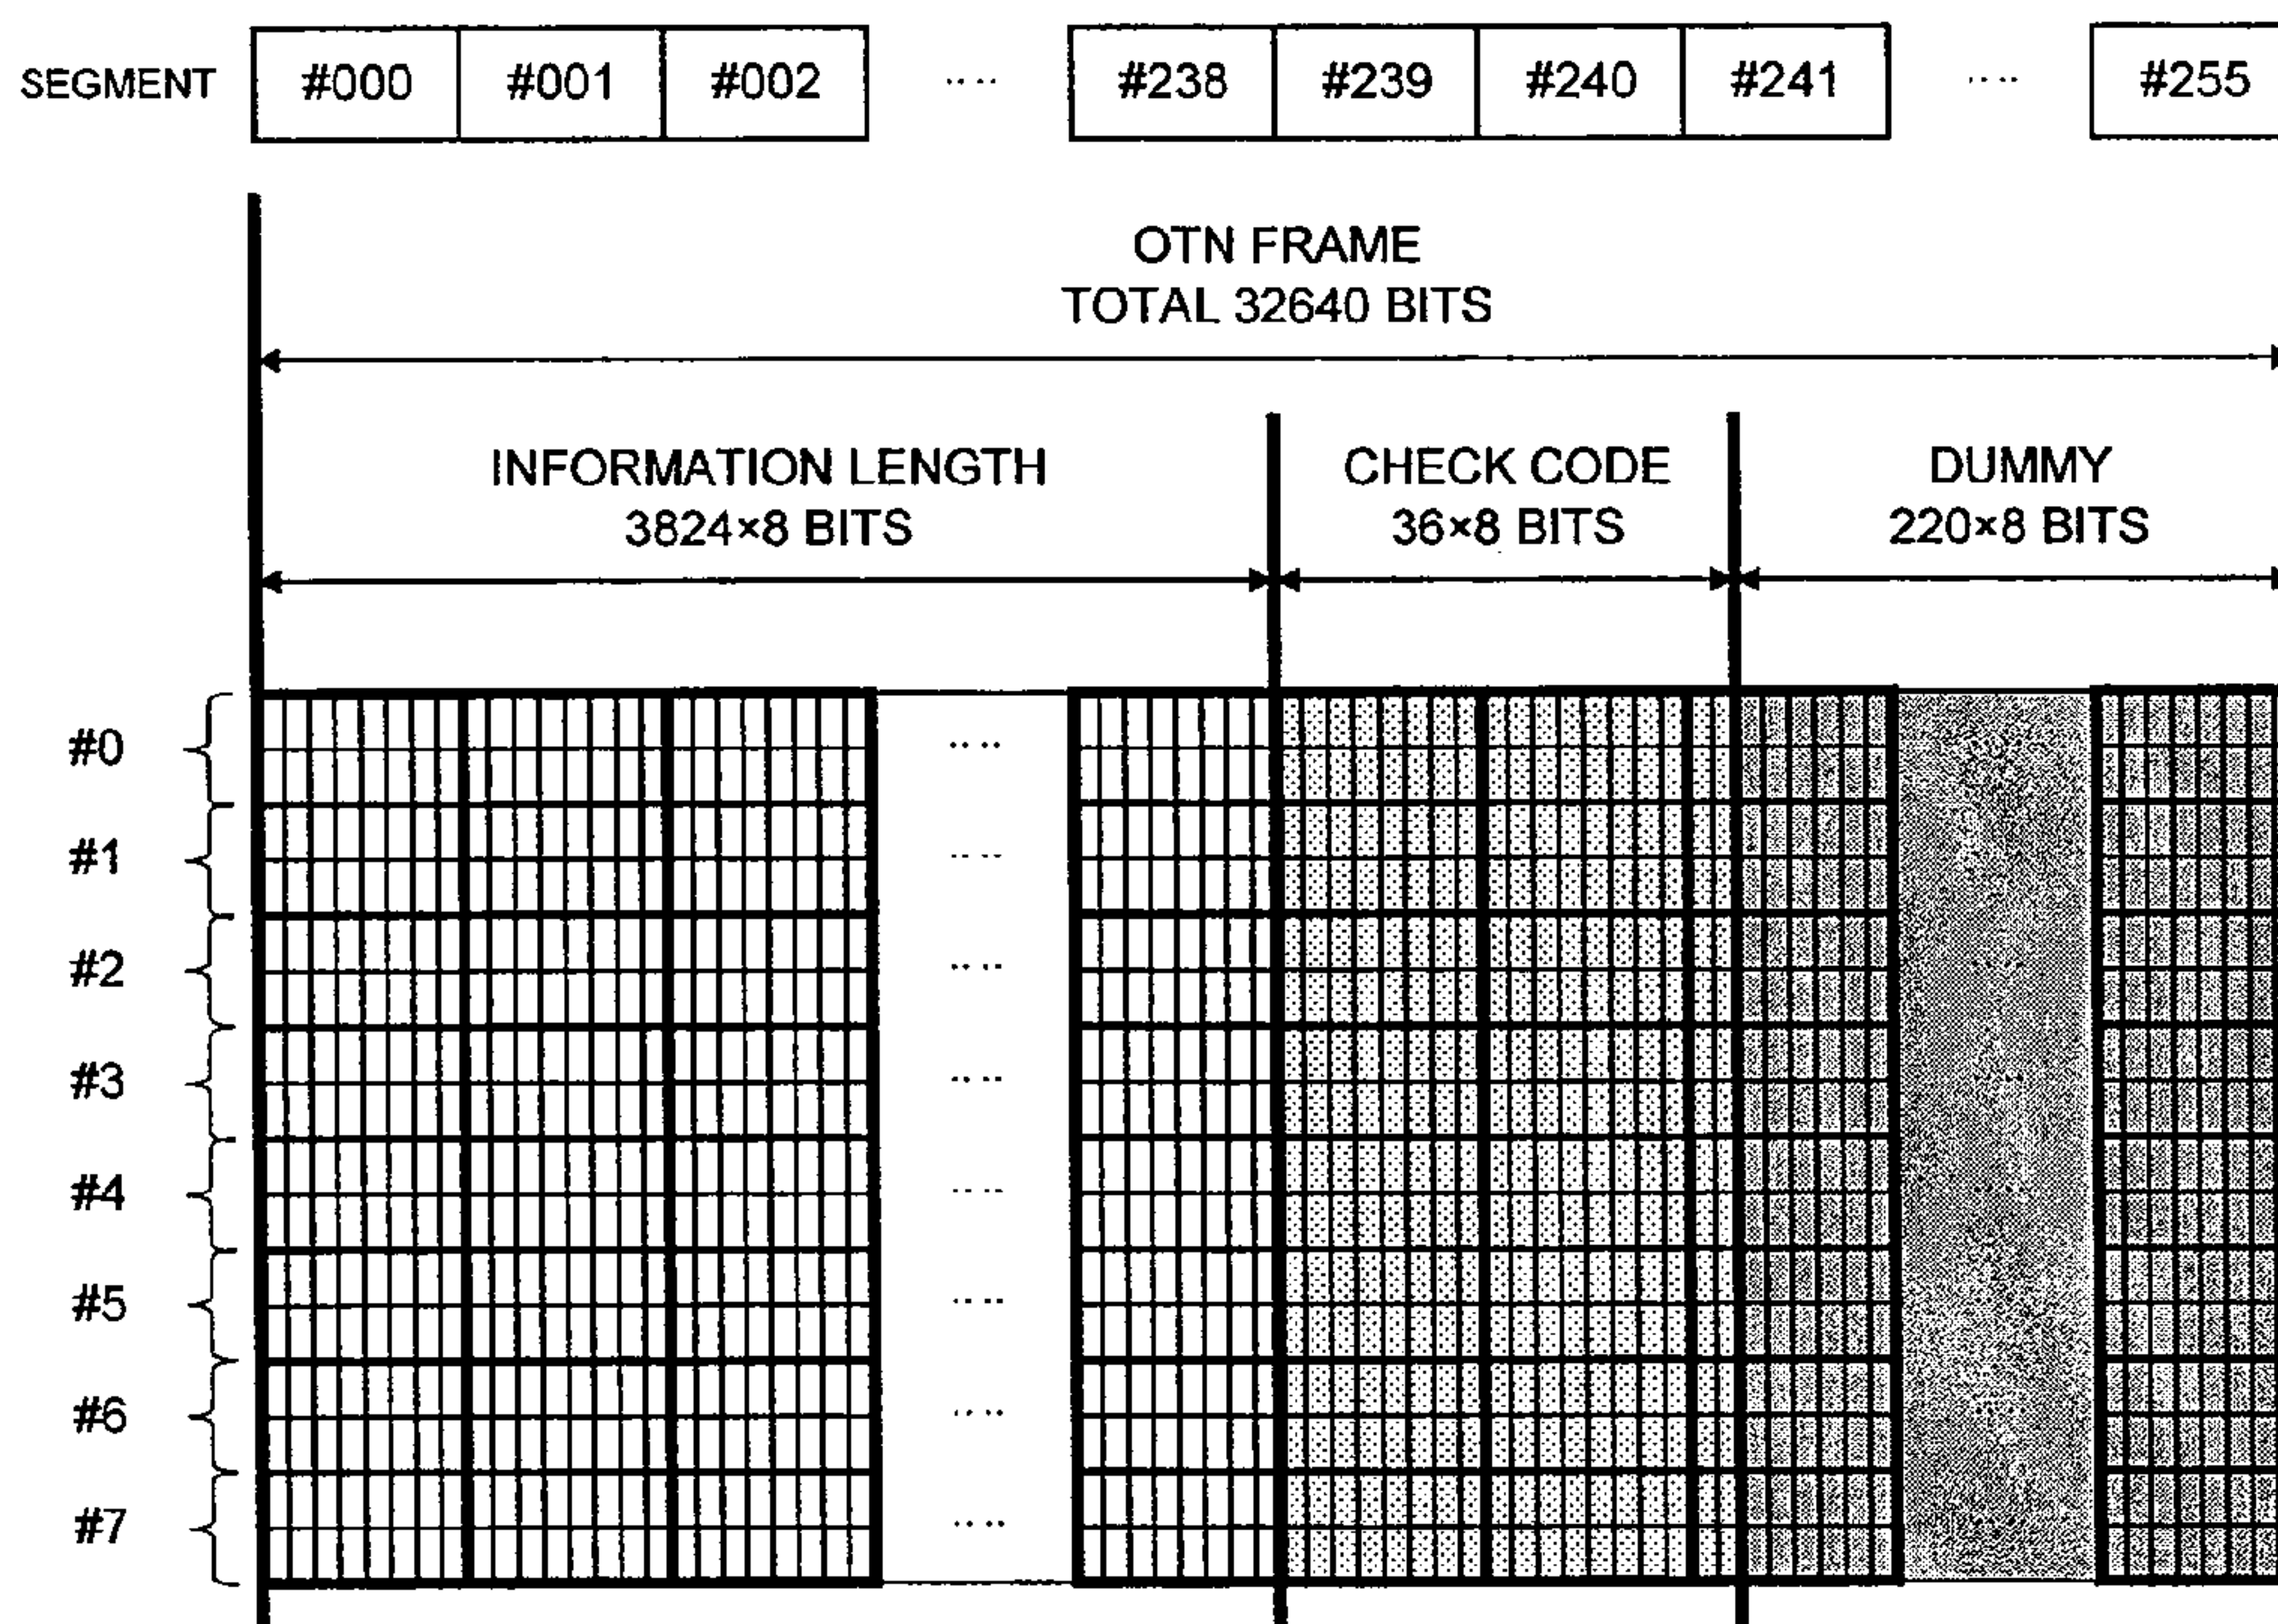 SEGMENT #000 #001 #002 .... #238 #239 #240 #241 .... #255
OTN FRAME
TOTAL 32640 BITS
INFORMATION LENGTH CHECK CODE DUMMY
3824×8 BITS 36×8 BITS 220×8 BITS
#0 ....
#1 ....
#2 ....
#3 ....
#4 ....
#5 ....
#6 ....
#7 ....